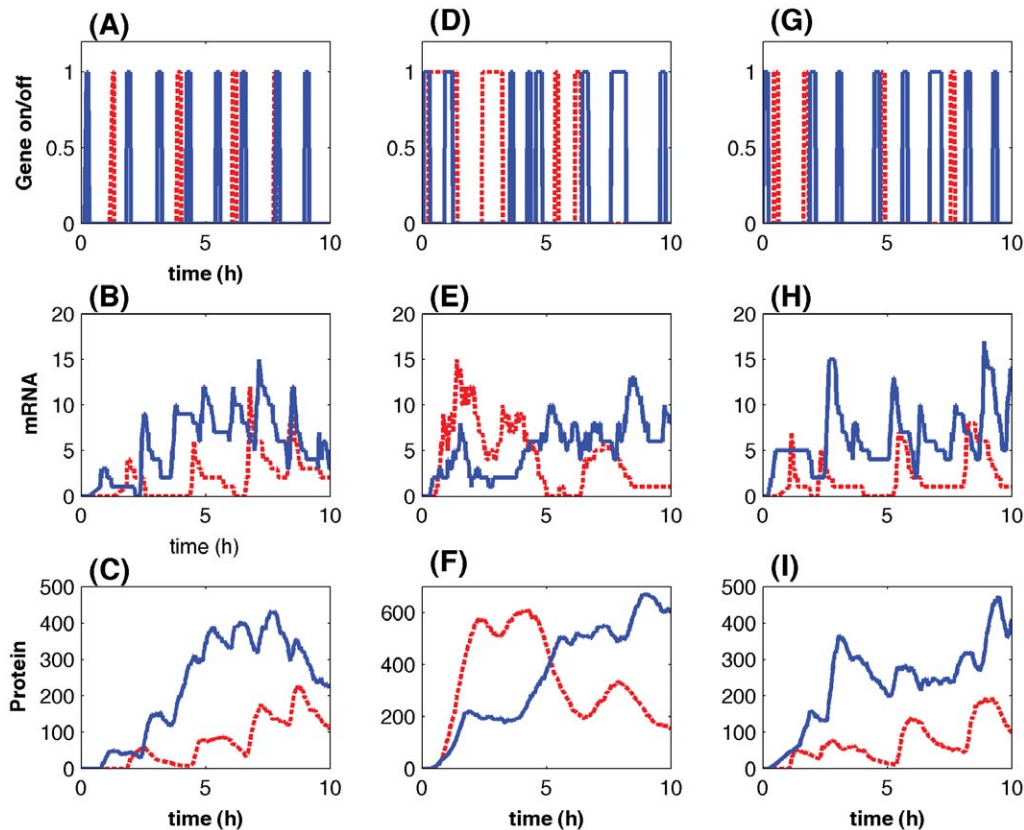 (A) (D) (G)
Gene on/off
1 1 1
0.5 0.5 0.5
0 0 0
0 5 10 0 5 10 0 5 10
time (h)
(B) (E) (H)
mRNA
20 20 20
15 15 15
10 10 10
5 5 5
0 0 0
0 5 10 0 5 10 0 5 10
time (h)
(C) (F) (I)
Protein
500 500
400 600 400
300 400 300
200 200
100 200 100
0 0 0
0 5 10 0 5 10 0 5 10
time (h) time (h) time (h)